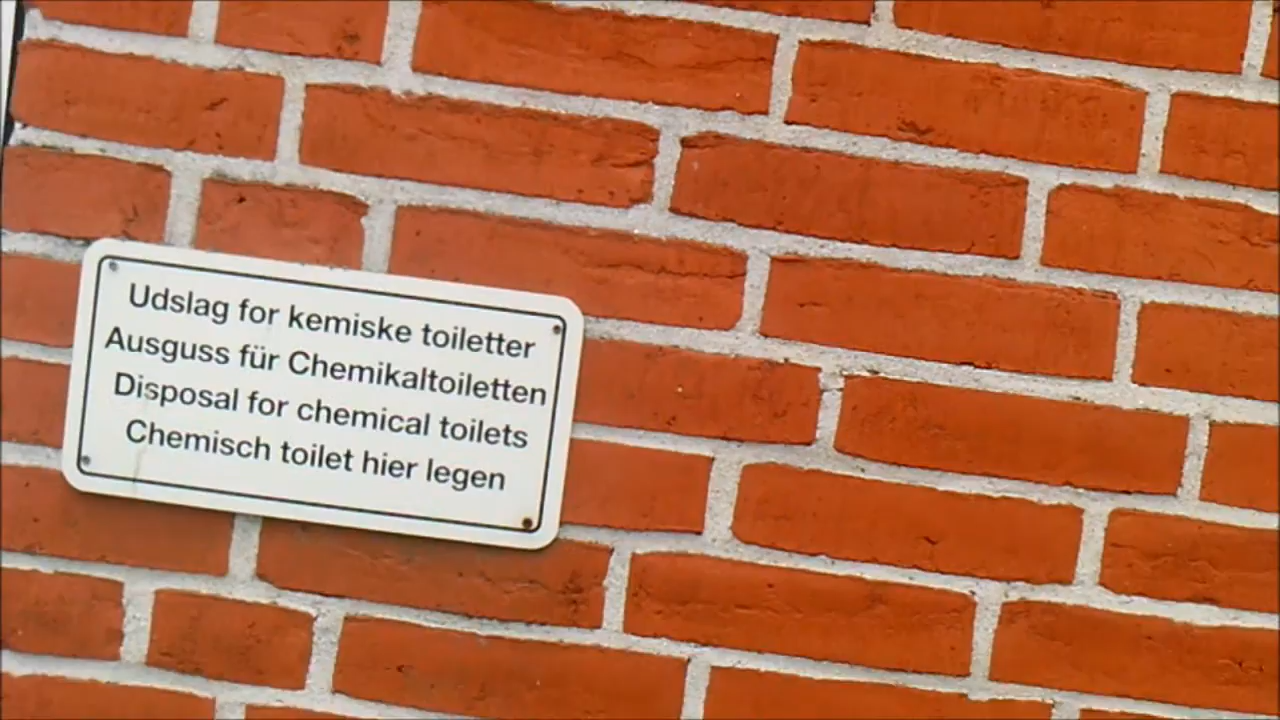 Udslag for kemiske toiletter
Ausguss für Chemikaltoiletten
Disposal for chemical toilets
Chemisch toilet hier legen